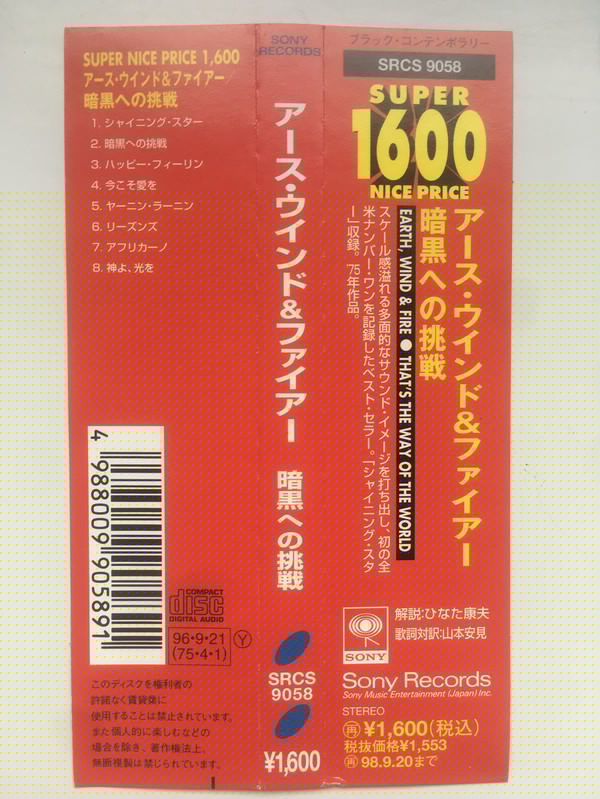 SUPER NICE PRICE 1,600
アース・ウインド&ファイアー
暗黒への挑戦
1. シャイニング・スター
2. 暗黒への挑戦
3. ハッピー・フィーリン
4. 今こそ愛を
5. ヤーニン・ラーニン
6. リーズンズ
7. アフリカーノ
8. 神よ、光を
4 988009 905891
COMPACT
disc
DIGITAL AUDIO
96・9・21
(75・4・1)
Y
このディスクを権利者の
許諾なく賃貸業に
使用することは禁止されています。
また個人的に楽しむなどの
場合を除き、著作権法上、
無断複製は禁じられています。
SONY
RECORDS
アース・ウインド&ファイアー
暗黒への挑戦
SRCS
9058
¥1,600
ブラック・コンテンポラリー
SRCS 9058
SUPER
1600
NICE PRICE
アース・ウインド&ファイアー
暗黒への挑戦
EARTH, WIND & FIRE ● THAT'S THE WAY OF THE WORLD
スケール感溢れる多面的なサウンド・イメージを打ち出し、初の全
米ナンバー・ワンを記録したベスト・セラー。「シャイニング・スタ
ー」収録。'75年作品。
SONY
解説:ひなた康夫
歌詞対訳:山本安見
Sony Records
Sony Music Entertainment (Japan) Inc.
STEREO
再 ¥1,600(税込)
税抜価格¥1,553
再 98.9.20まで